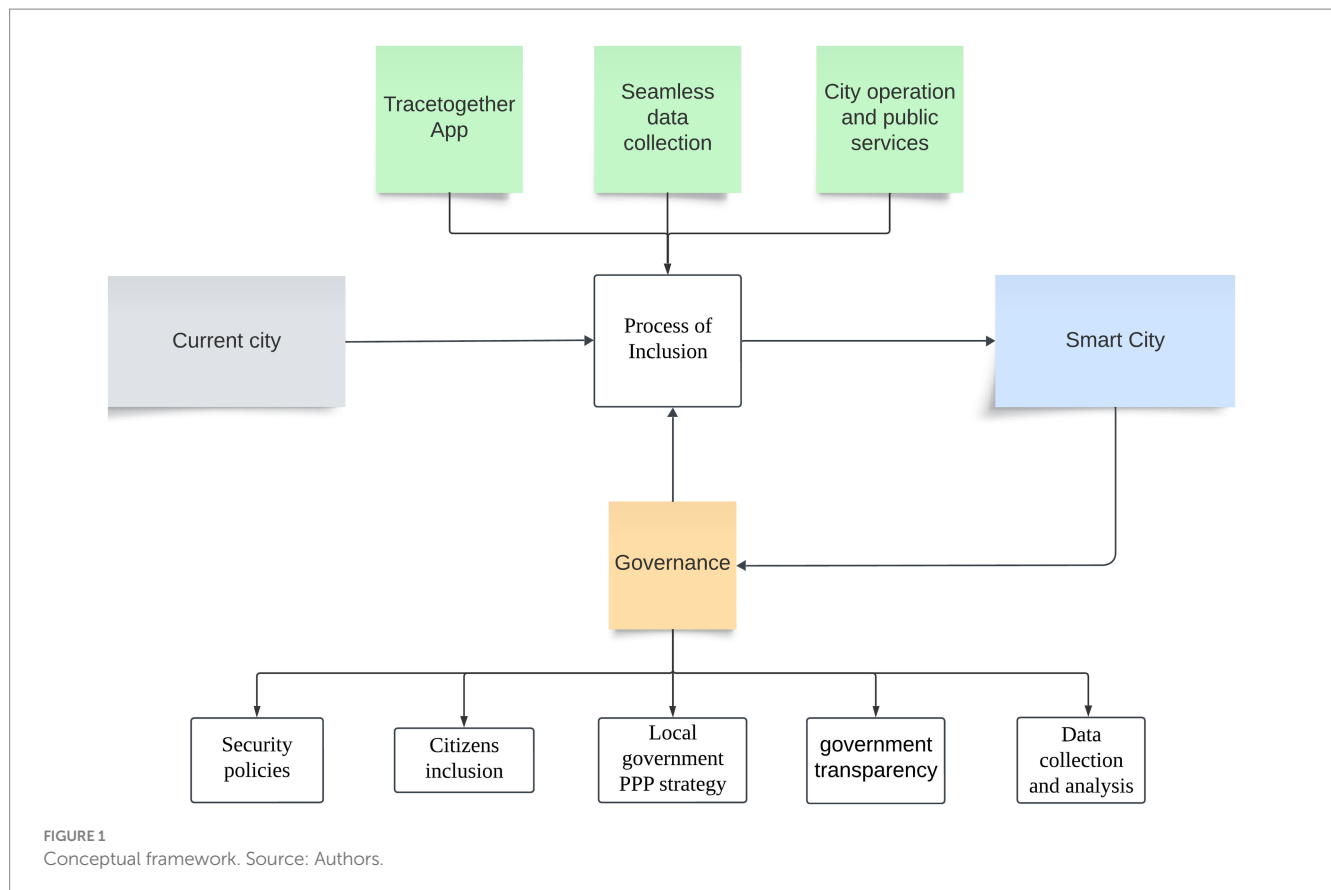 Tracetogether
App
Seamless
data
collection
City operation
and public
services
Current city
Process of
Inclusion
Smart City
Governance
Security
policies
Citizens
inclusion
Local
government
PPP strategy
government
transparency
Data
collection
and analysis
FIGURE 1
Conceptual framework. Source: Authors.